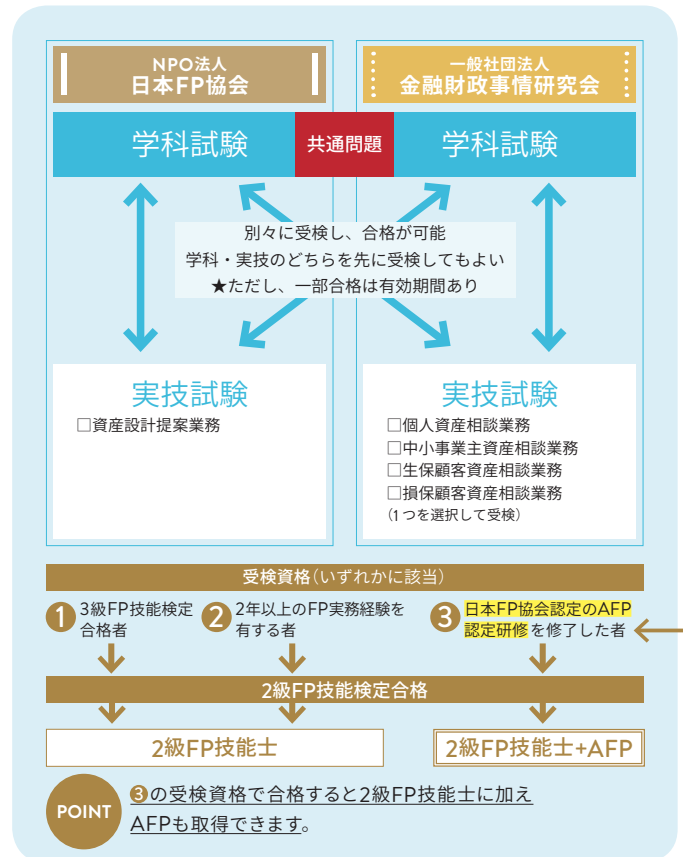 NPO法人
日本FP協会
一般社団法人
金融財政事情研究会
学科試験
共通問題
学科試験
別々に受検し、合格が可能
学科・実技のどちらを先に受検してもよい
★ただし、一部合格は有効期間あり
実技試験
□資産設計提案業務
実技試験
□個人資産相談業務
□中小事業主資産相談業務
□生保顧客資産相談業務
□損保顧客資産相談業務
(1つを選択して受検)
受検資格(いずれかに該当)
1 3級FP技能検定
合格者
2 2年以上のFP実務経験を
有する者
3 日本FP協会認定のAFP
認定研修を修了した者
2級FP技能検定合格
2級FP技能士
2級FP技能士+AFP
POINT
❸の受検資格で合格すると2級FP技能士に加え
AFPも取得できます。